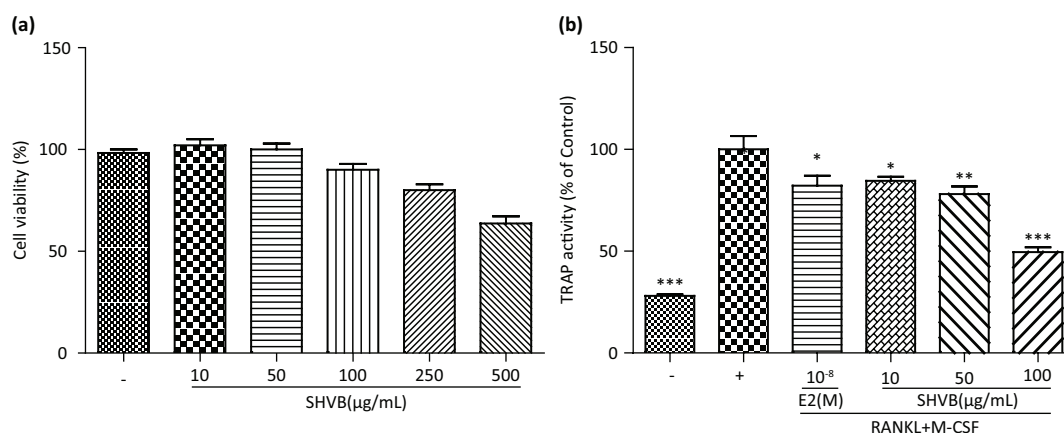 (a)
150
100
50
0
Cell viability (%)
- 10 50 100 250 500
SHVB(µg/mL)
(b)
150
100
50
0
TRAP activity (% of Control)
***
*
*
**
***
- + 10-8 10 50 100
E2(M) SHVB(µg/mL)
RANKL+M-CSF